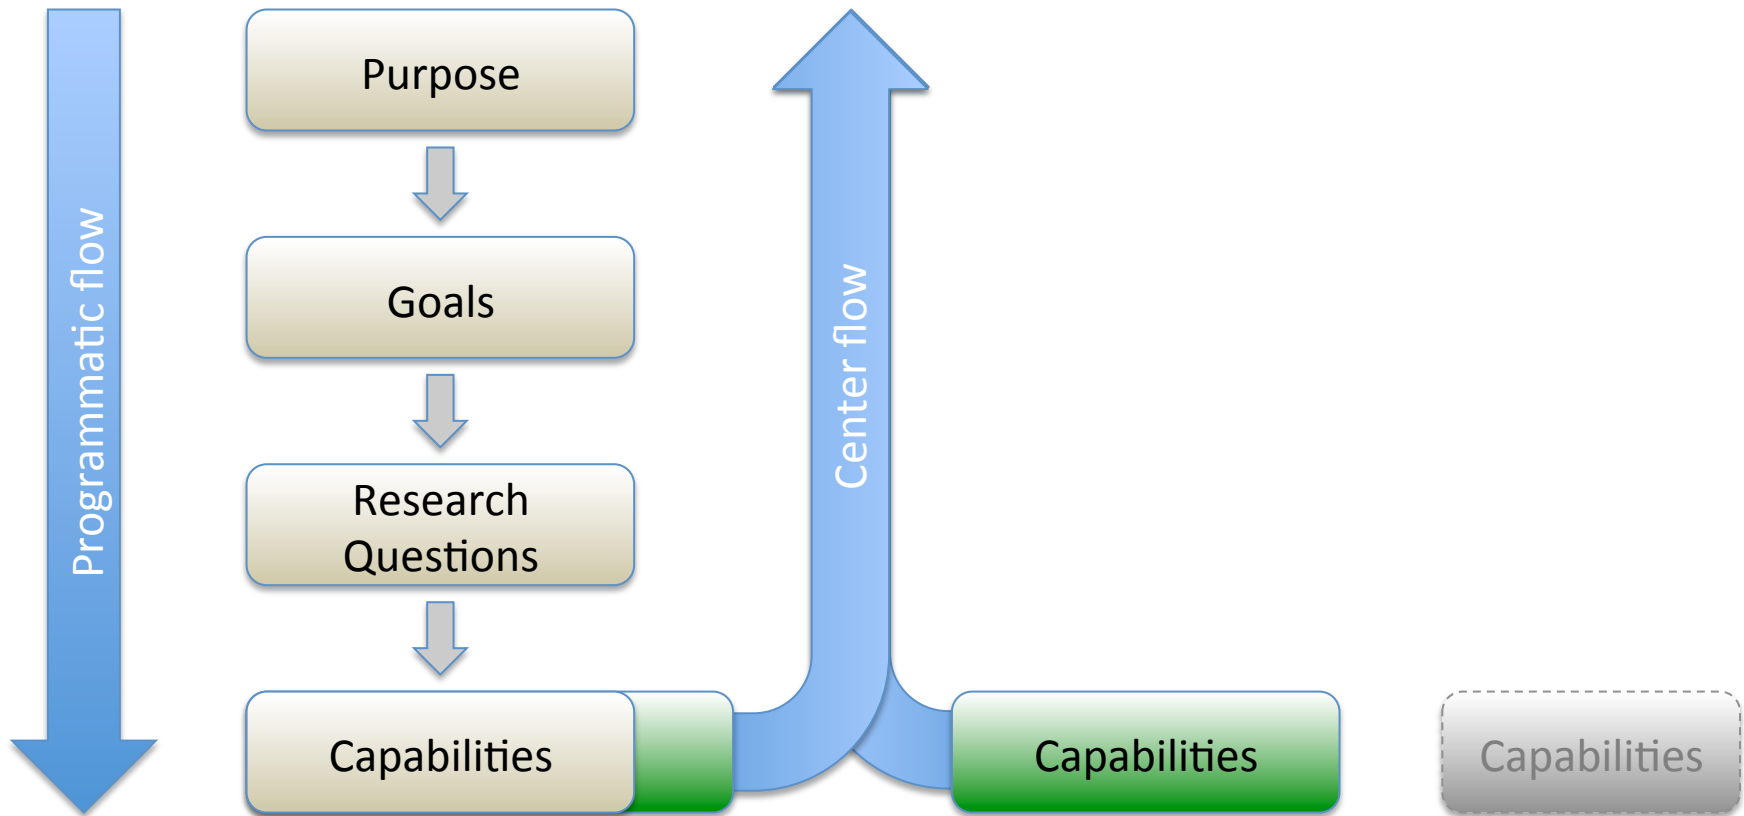 Programmatic flow
Purpose
Goals
Research
Questions
Capabilities
Center flow
Capabilities
Capabilities